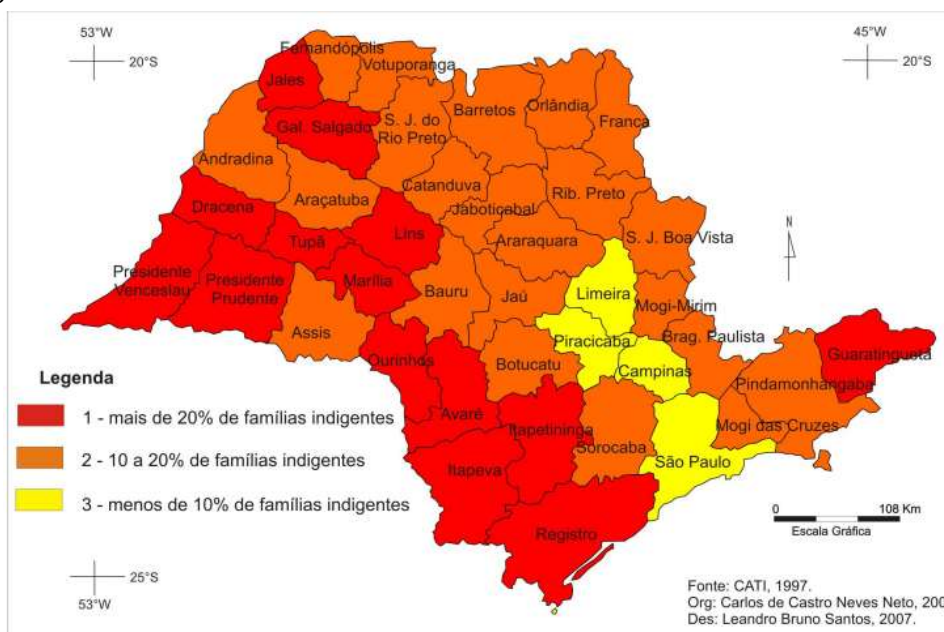 53°W
20°S
45°W
20°S
Fernandópolis
Votuporanga
Jales
Gal. Salgado
S. J. do
Rio Preto
Barretos
Orlândia
Franca
Andradina
Araçatuba
Catanduva
Jaboticabal
Rib. Preto
Dracena
Tupã
Lins
Araraquara
S. J. Boa Vista
N
Presidente
Venceslau
Presidente
Prudente
Marília
Bauru
Jaú
Limeira
Mogi-Mirim
Assis
Ourinhos
Botucatu
Piracicaba
Brag. Paulista
Campinas
Guaratinguetá
Pindamonhangaba
Avaré
Itapetininga
Sorocaba
Mogi das Cruzes
São Paulo
Itapeva
Registro
Legenda
1 - mais de 20% de famílias indigentes
2 - 10 a 20% de famílias indigentes
3 - menos de 10% de famílias indigentes
0
108 Km
Escala Gráfica
25°S
53°W
25°S
Fonte: CATI, 1997.
Org: Carlos de Castro Neves Neto, 200
Des: Leandro Bruno Santos, 2007.